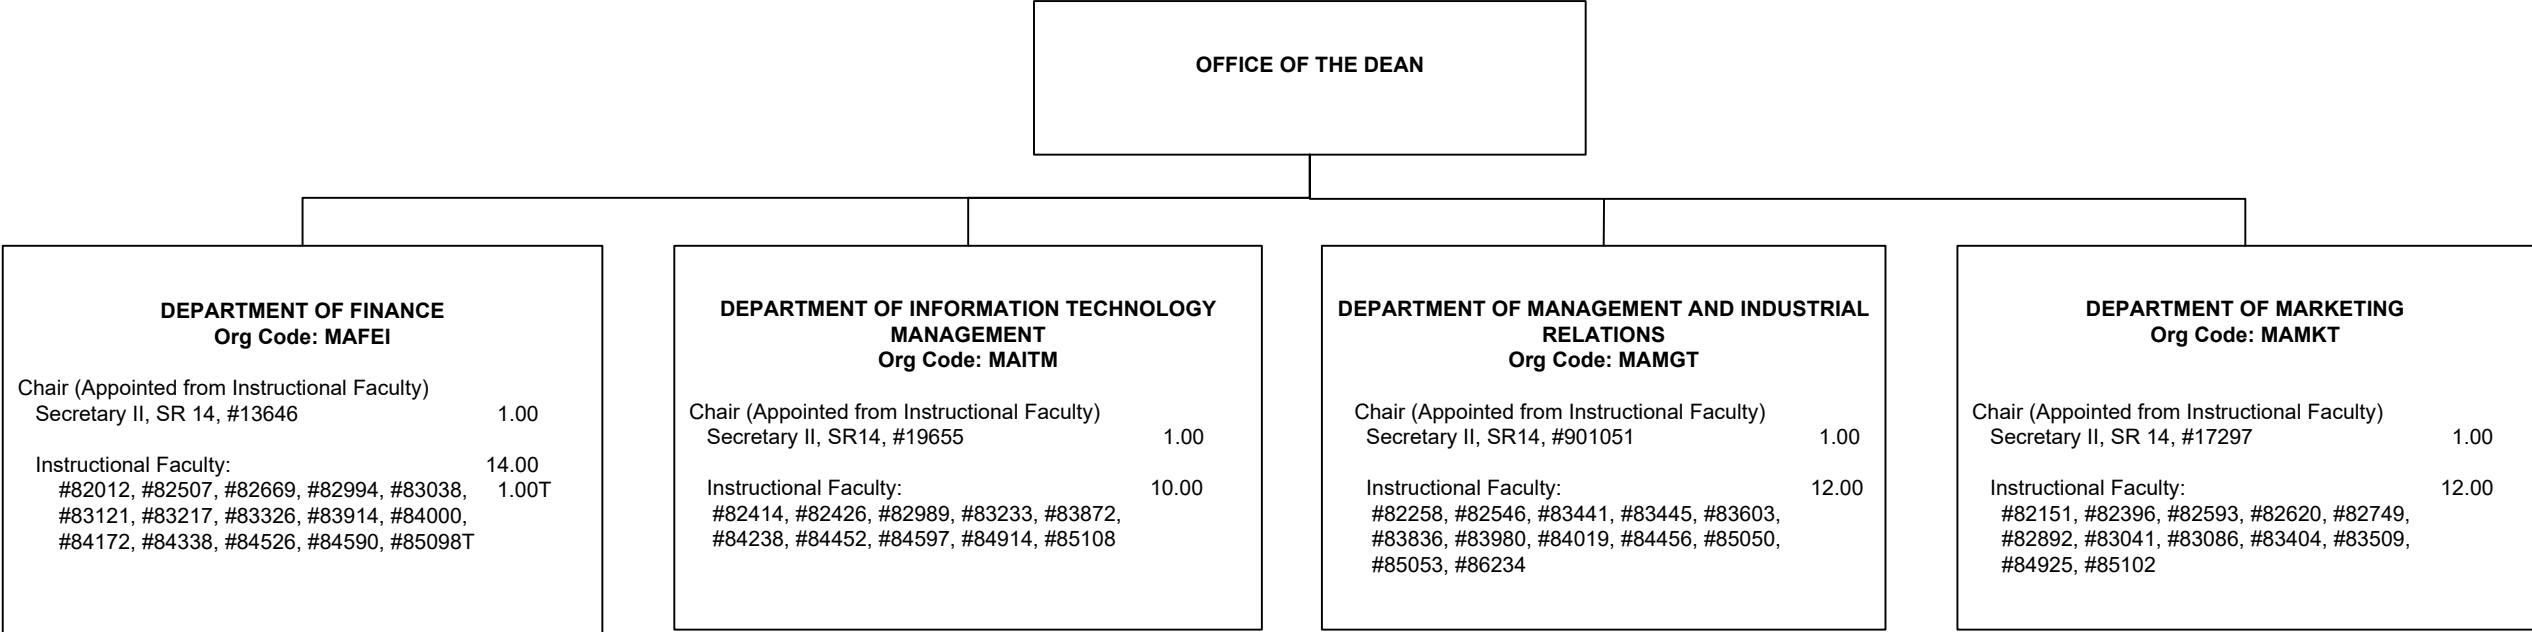 OFFICE OF THE DEAN
DEPARTMENT OF FINANCE
Org Code: MAFEI
Chair (Appointed from Instructional Faculty)
Secretary II, SR 14, #13646 1.00
Instructional Faculty: 14.00
#82012, #82507, #82669, #82994, #83038, 1.00T
#83121, #83217, #83326, #83914, #84000,
#84172, #84338, #84526, #84590, #85098T
DEPARTMENT OF INFORMATION TECHNOLOGY
MANAGEMENT
Org Code: MAITM
Chair (Appointed from Instructional Faculty)
Secretary II, SR14, #19655 1.00
Instructional Faculty: 10.00
#82414, #82426, #82989, #83233, #83872,
#84238, #84452, #84597, #84914, #85108
DEPARTMENT OF MANAGEMENT AND INDUSTRIAL
RELATIONS
Org Code: MAMGT
Chair (Appointed from Instructional Faculty)
Secretary II, SR14, #901051 1.00
Instructional Faculty: 12.00
#82258, #82546, #83441, #83445, #83603,
#83836, #83980, #84019, #84456, #85050,
#85053, #86234
DEPARTMENT OF MARKETING
Org Code: MAMKT
Chair (Appointed from Instructional Faculty)
Secretary II, SR 14, #17297 1.00
Instructional Faculty: 12.00
#82151, #82396, #82593, #82620, #82749,
#82892, #83041, #83086, #83404, #83509,
#84925, #85102